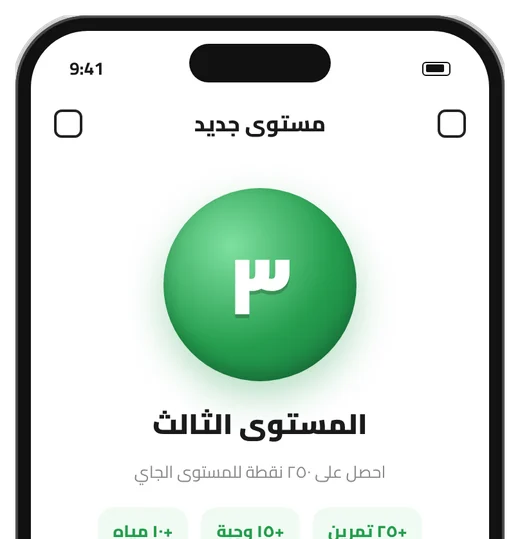 9:41
مستوى جديد
٣
المستوى الثالث
احصل على ٢٥٠ نقطة للمستوى الجاي
+٢٥ تمرين
+١٥ وجبة
+١٠ مياه